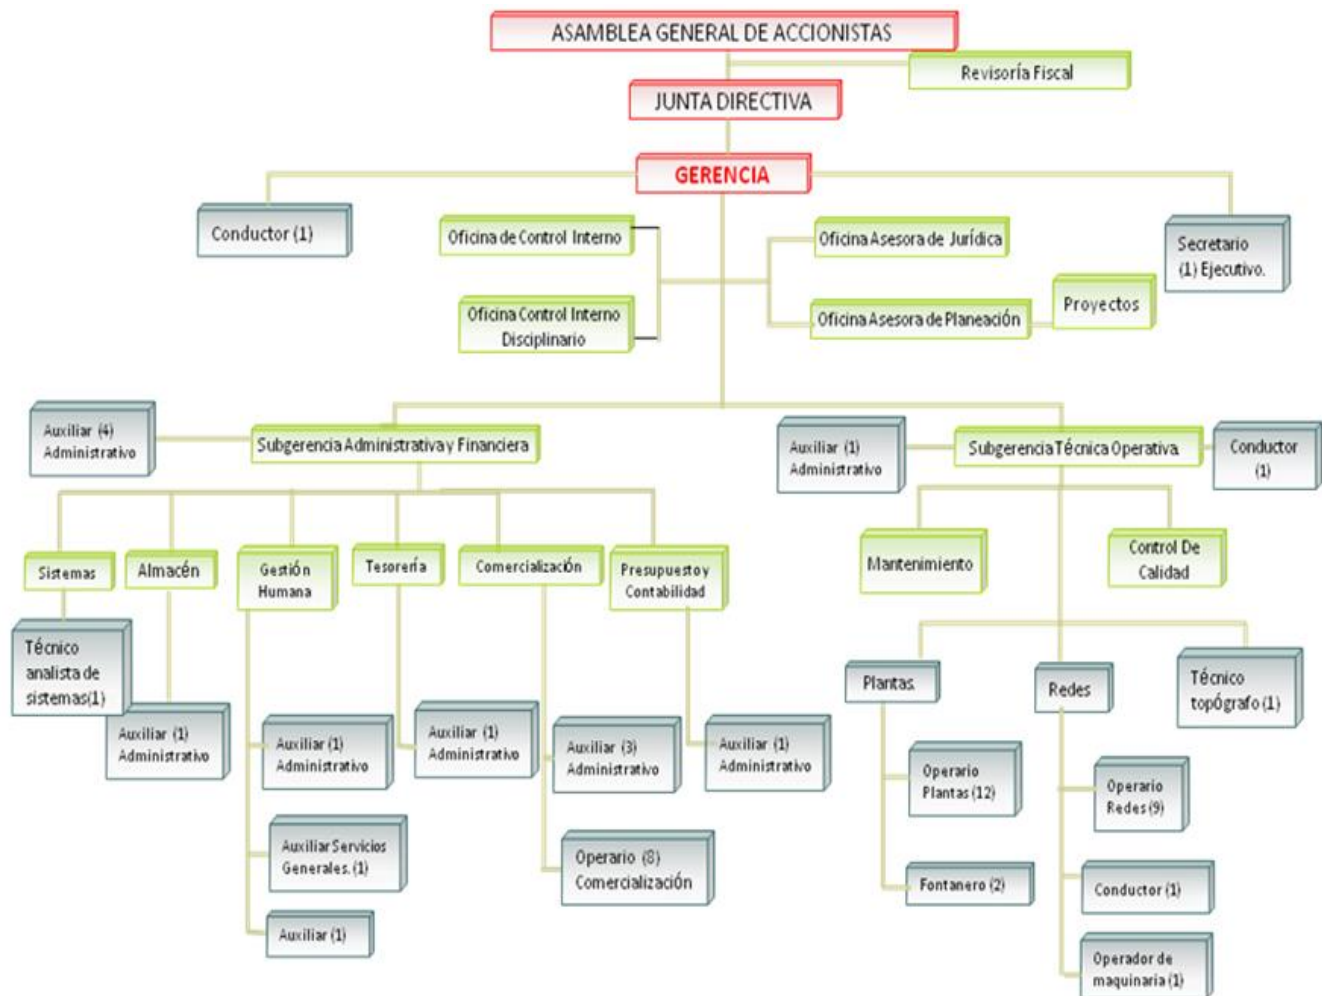 ASAMBLEA GENERAL DE ACCIONISTAS
Revisoría Fiscal
JUNTA DIRECTIVA
GERENCIA
Conductor (1)
Oficina de Control Interno
Oficina Asesora de Jurídica
Secretario
(1) Ejecutivo.
Oficina Control Interno
Disciplinario
Oficina Asesora de Planeación
Proyectos
Auxiliar (4)
Administrativo
Subgerencia Administrativa y Financiera
Auxiliar (1)
Administrativo
Subgerencia Técnica Operativa.
Conductor
(1)
Sistemas
Almacén
Gestión
Humana
Tesorería
Comercialización
Presupuesto y
Contabilidad
Mantenimiento
Control De
Calidad
Técnico
analista de
sistemas(1)
Plantas.
Redes
Técnico
topógrafo (1)
Auxiliar (1)
Administrativo
Auxiliar (1)
Administrativo
Auxiliar (1)
Administrativo
Auxiliar (3)
Administrativo
Auxiliar (1)
Administrativo
Operario
Plantas (12)
Operario
Redes (9)
Auxiliar Servicios
Generales. (1)
Operario (8)
Comercialización
Fontanero (2)
Conductor (1)
Auxiliar (1)
Operador de
maquinaria (1)